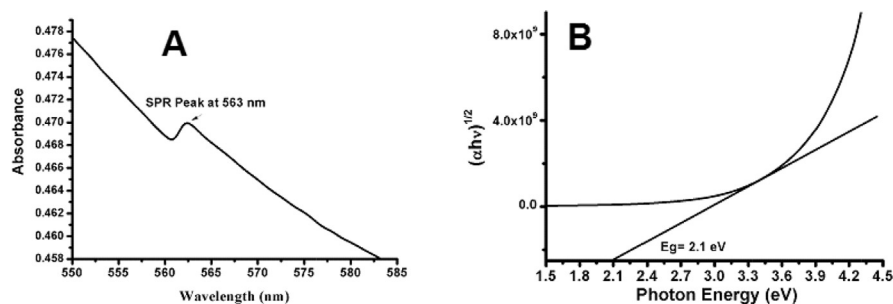 A
0.478
0.476
0.474
0.472
0.470
0.468
0.466
0.464
0.462
0.460
0.458
Absorbance
SPR Peak at 563 nm
550 555 560 565 570 575 580 585
Wavelength (nm)
B
8.0x10⁹
4.0x10⁹
0.0
(αhν)^1/2
Eg= 2.1 eV
1.5 2.1 2.4 2.7 3.0 3.3 3.6 3.9 4.2 4.5
Photon Energy (eV)